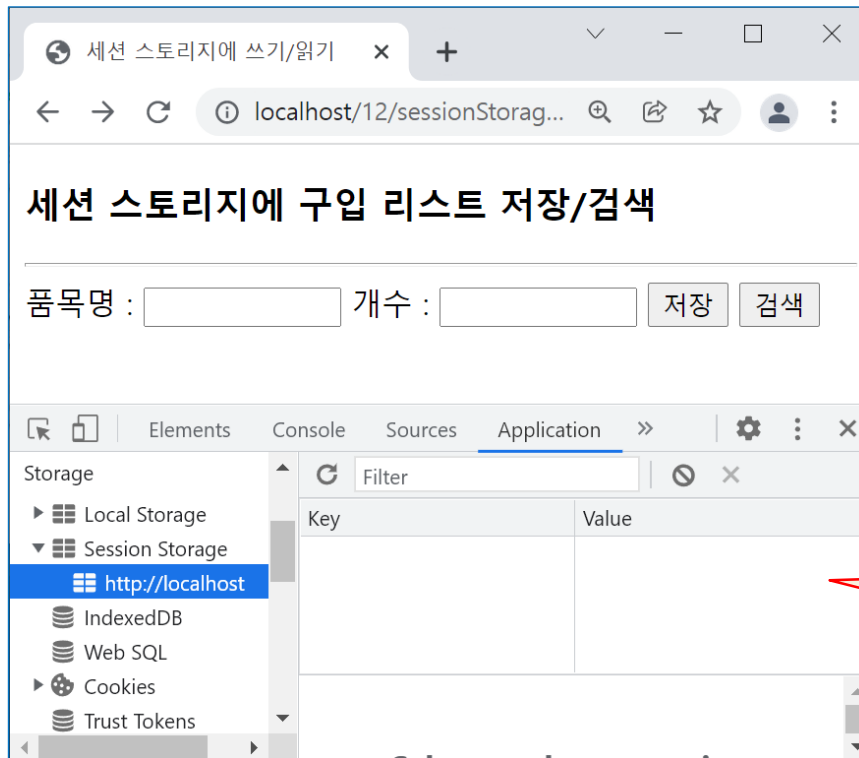 세션 스토리지에 쓰기/읽기
localhost/12/sessionStorag...
세션 스토리지에 구입 리스트 저장/검색
품목명 : 개수 : 저장 검색
Elements Console Sources Application
Storage
Filter
Local Storage
Key Value
Session Storage
http://localhost
IndexedDB
Web SQL
Cookies
Trust Tokens